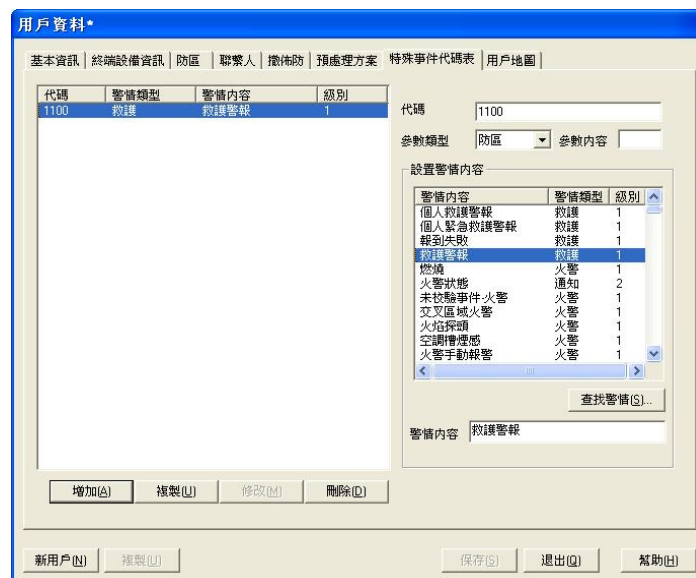 用戶資料*
基本資訊 終端設備資訊 防區 聯繫人 撤佈防 預處理方案 特殊事件代碼表 用戶地圖
代碼 警情類型 警情內容 級別
1100 救護 救護警報 1
代碼 1100
參數類型 防區 參數內容
設置警情內容
警情內容 警情類型 級別
個人救護警報 救護 1
個人緊急救護警報 救護 1
報到失敗 救護 1
救護警報 救護 1
燃燒 火警 1
火警狀態 通知 2
未校驗事件-火警 火警 1
交叉區域火警 火警 1
火焰探頭 火警 1
空調槽煙感 火警 1
火警手動報警 火警 1
查找警情(S)...
警情內容 救護警報
增加(A) 複製(U) 修改(M) 刪除(D)
新用戶(N) 複製(U) 保存(S) 退出(Q) 幫助(H)